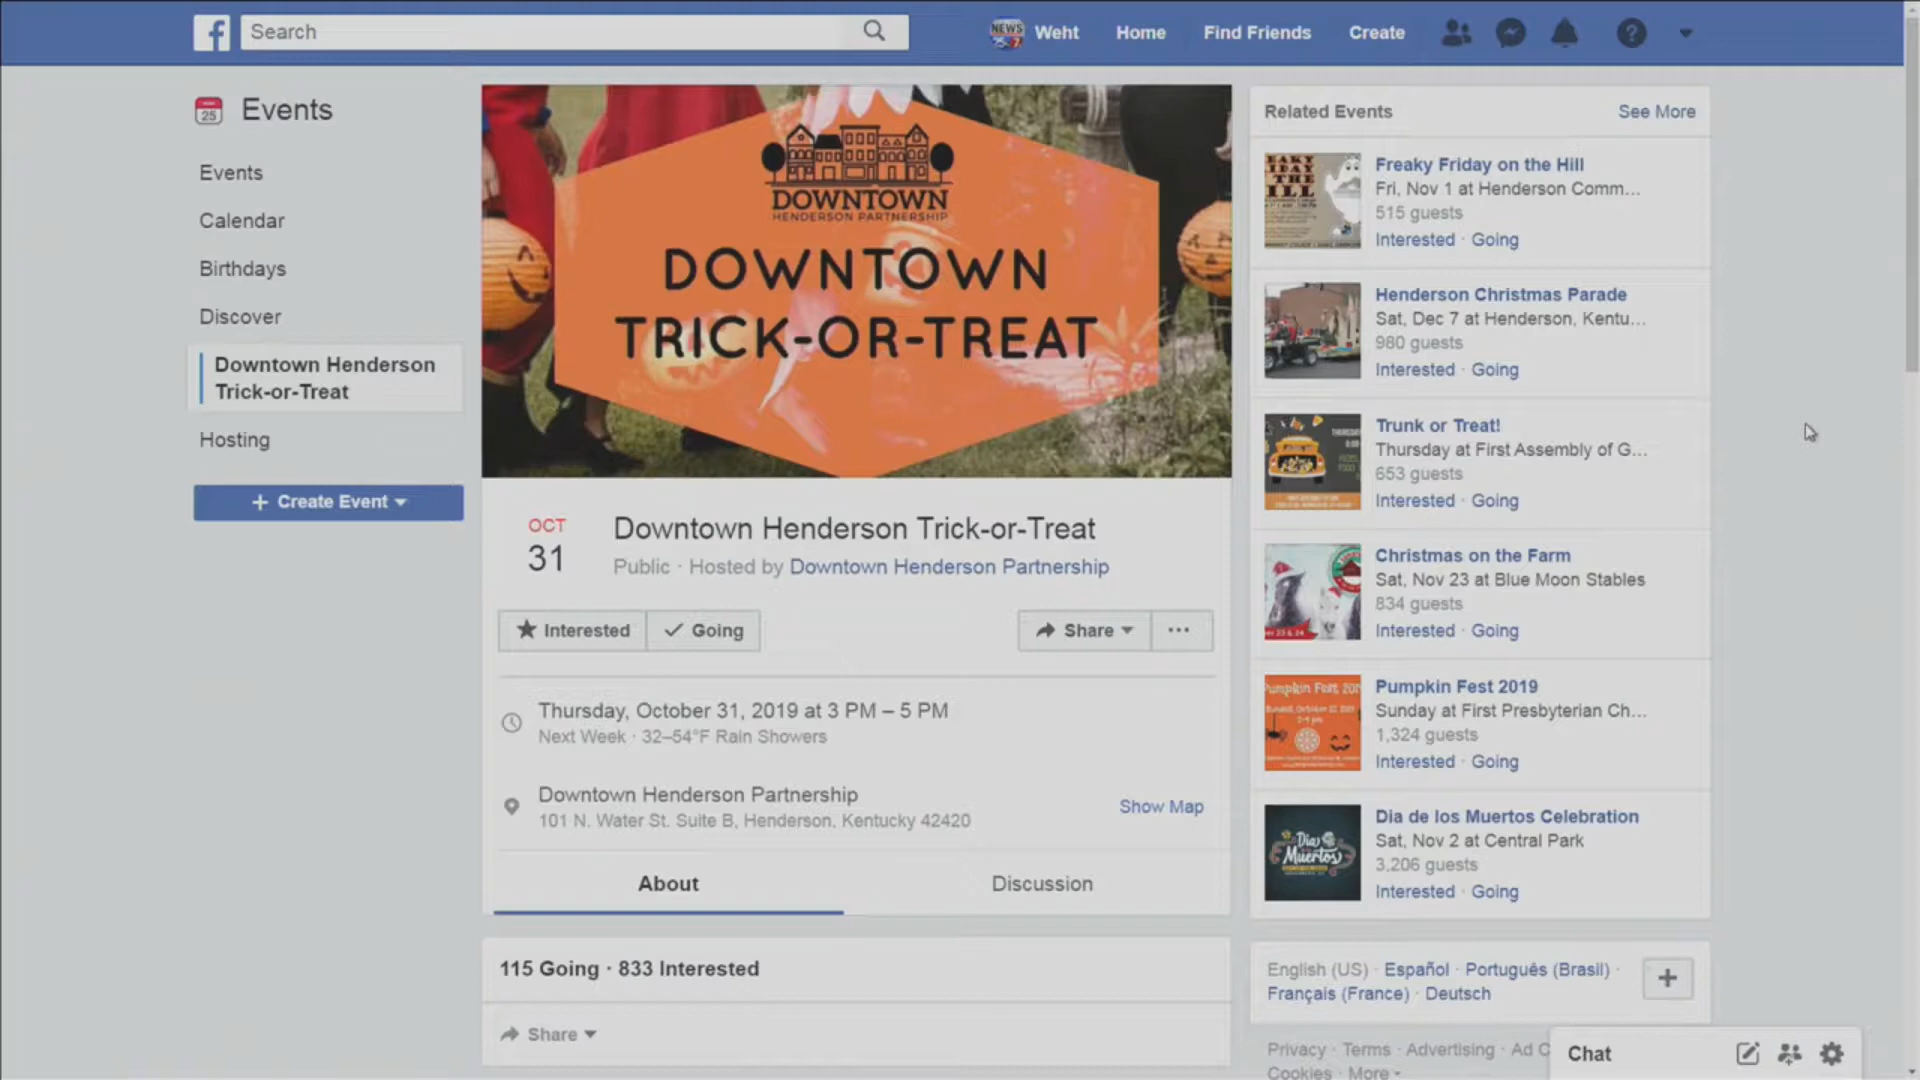 Search
NEWS
Weht
Home
Find Friends
Create
25
Events
Events
Calendar
Birthdays
Discover
Downtown Henderson
Trick-or-Treat
Hosting
+ Create Event
DOWNTOWN
HENDERSON PARTNERSHIP
DOWNTOWN
TRICK-OR-TREAT
OCT
31
Downtown Henderson Trick-or-Treat
Public · Hosted by Downtown Henderson Partnership
Interested
Going
Share
Thursday, October 31, 2019 at 3 PM – 5 PM
Next Week · 32–54°F Rain Showers
Downtown Henderson Partnership
101 N. Water St. Suite B, Henderson, Kentucky 42420
Show Map
About
Discussion
115 Going · 833 Interested
Share
Related Events
See More
Freaky Friday on the Hill
Fri, Nov 1 at Henderson Comm...
515 guests
Interested · Going
Henderson Christmas Parade
Sat, Dec 7 at Henderson, Kentu...
980 guests
Interested · Going
Trunk or Treat!
Thursday at First Assembly of G...
653 guests
Interested · Going
Christmas on the Farm
Sat, Nov 23 at Blue Moon Stables
834 guests
Interested · Going
Pumpkin Fest 2019
Sunday at First Presbyterian Ch...
1,324 guests
Interested · Going
Dia
Muertos
Dia de los Muertos Celebration
Sat, Nov 2 at Central Park
3,206 guests
Interested · Going
English (US) · Español · Português (Brasil) ·
Français (France) · Deutsch
Privacy · Terms · Advertising · Ad C
Cookies · More
Chat